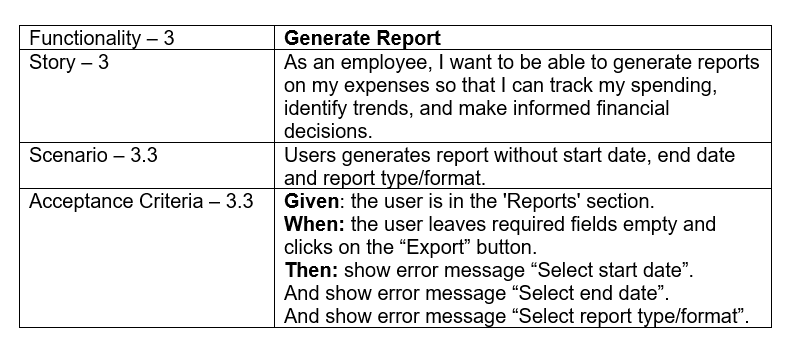 Functionality – 3
Generate Report
Story – 3
As an employee, I want to be able to generate reports
on my expenses so that I can track my spending,
identify trends, and make informed financial
decisions.
Scenario – 3.3
Users generates report without start date, end date
and report type/format.
Acceptance Criteria – 3.3
Given: the user is in the 'Reports' section.
When: the user leaves required fields empty and
clicks on the “Export” button.
Then: show error message “Select start date”.
And show error message “Select end date”.
And show error message “Select report type/format”.